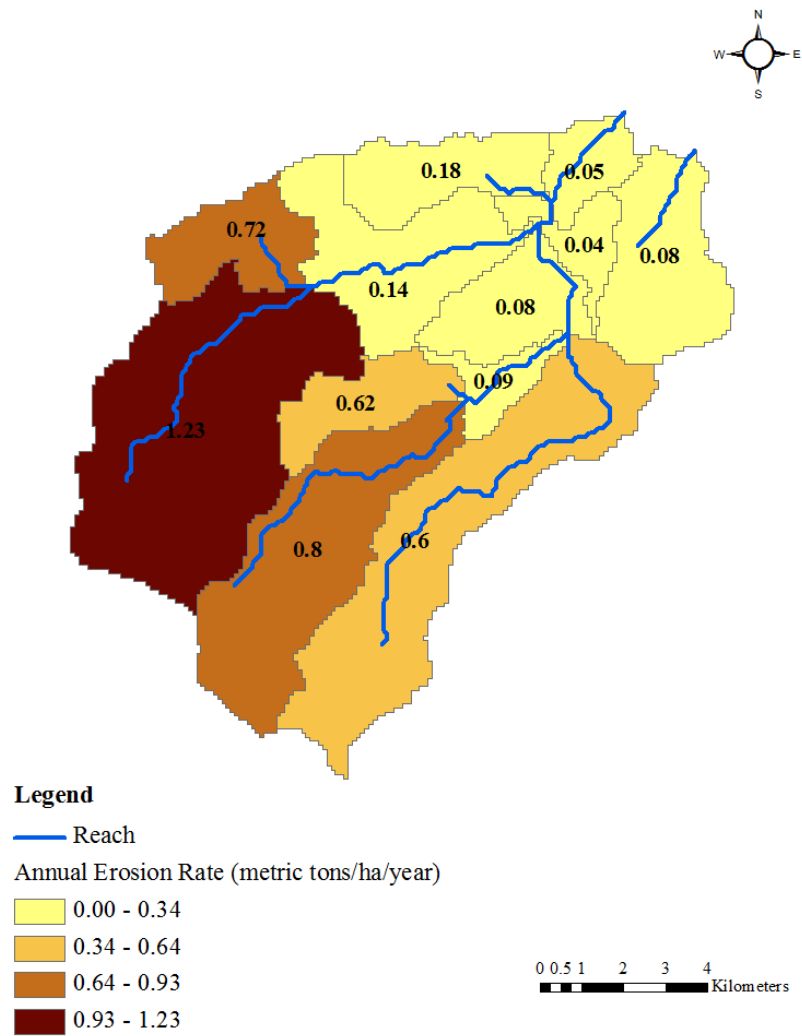 N
W E
S
0.18
0.05
0.72
0.04
0.08
0.14
0.08
0.09
0.62
1.23
0.8
0.6
Legend
Reach
Annual Erosion Rate (metric tons/ha/year)
0.00 - 0.34
0.34 - 0.64
0.64 - 0.93
0.93 - 1.23
0 0.5 1 2 3 4
Kilometers